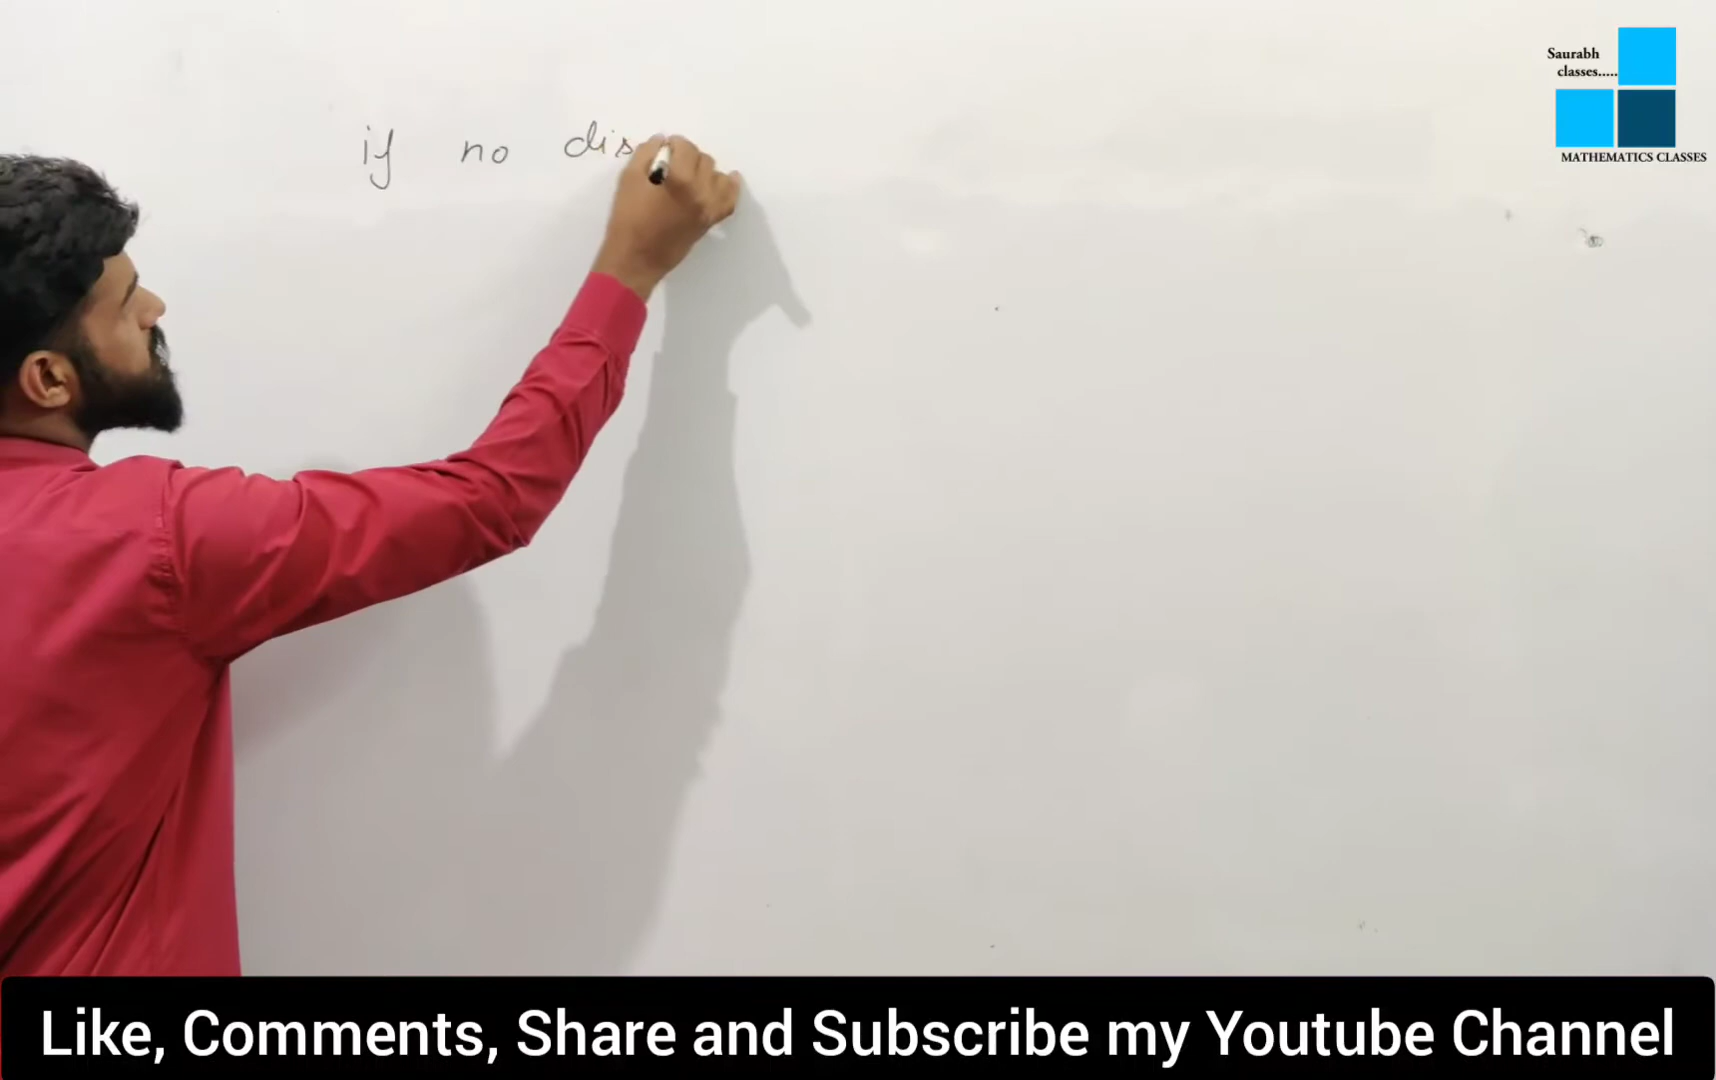 Saurabh
classes.....
MATHEMATICS CLASSES
if no dis
Like, Comments, Share and Subscribe my Youtube Channel